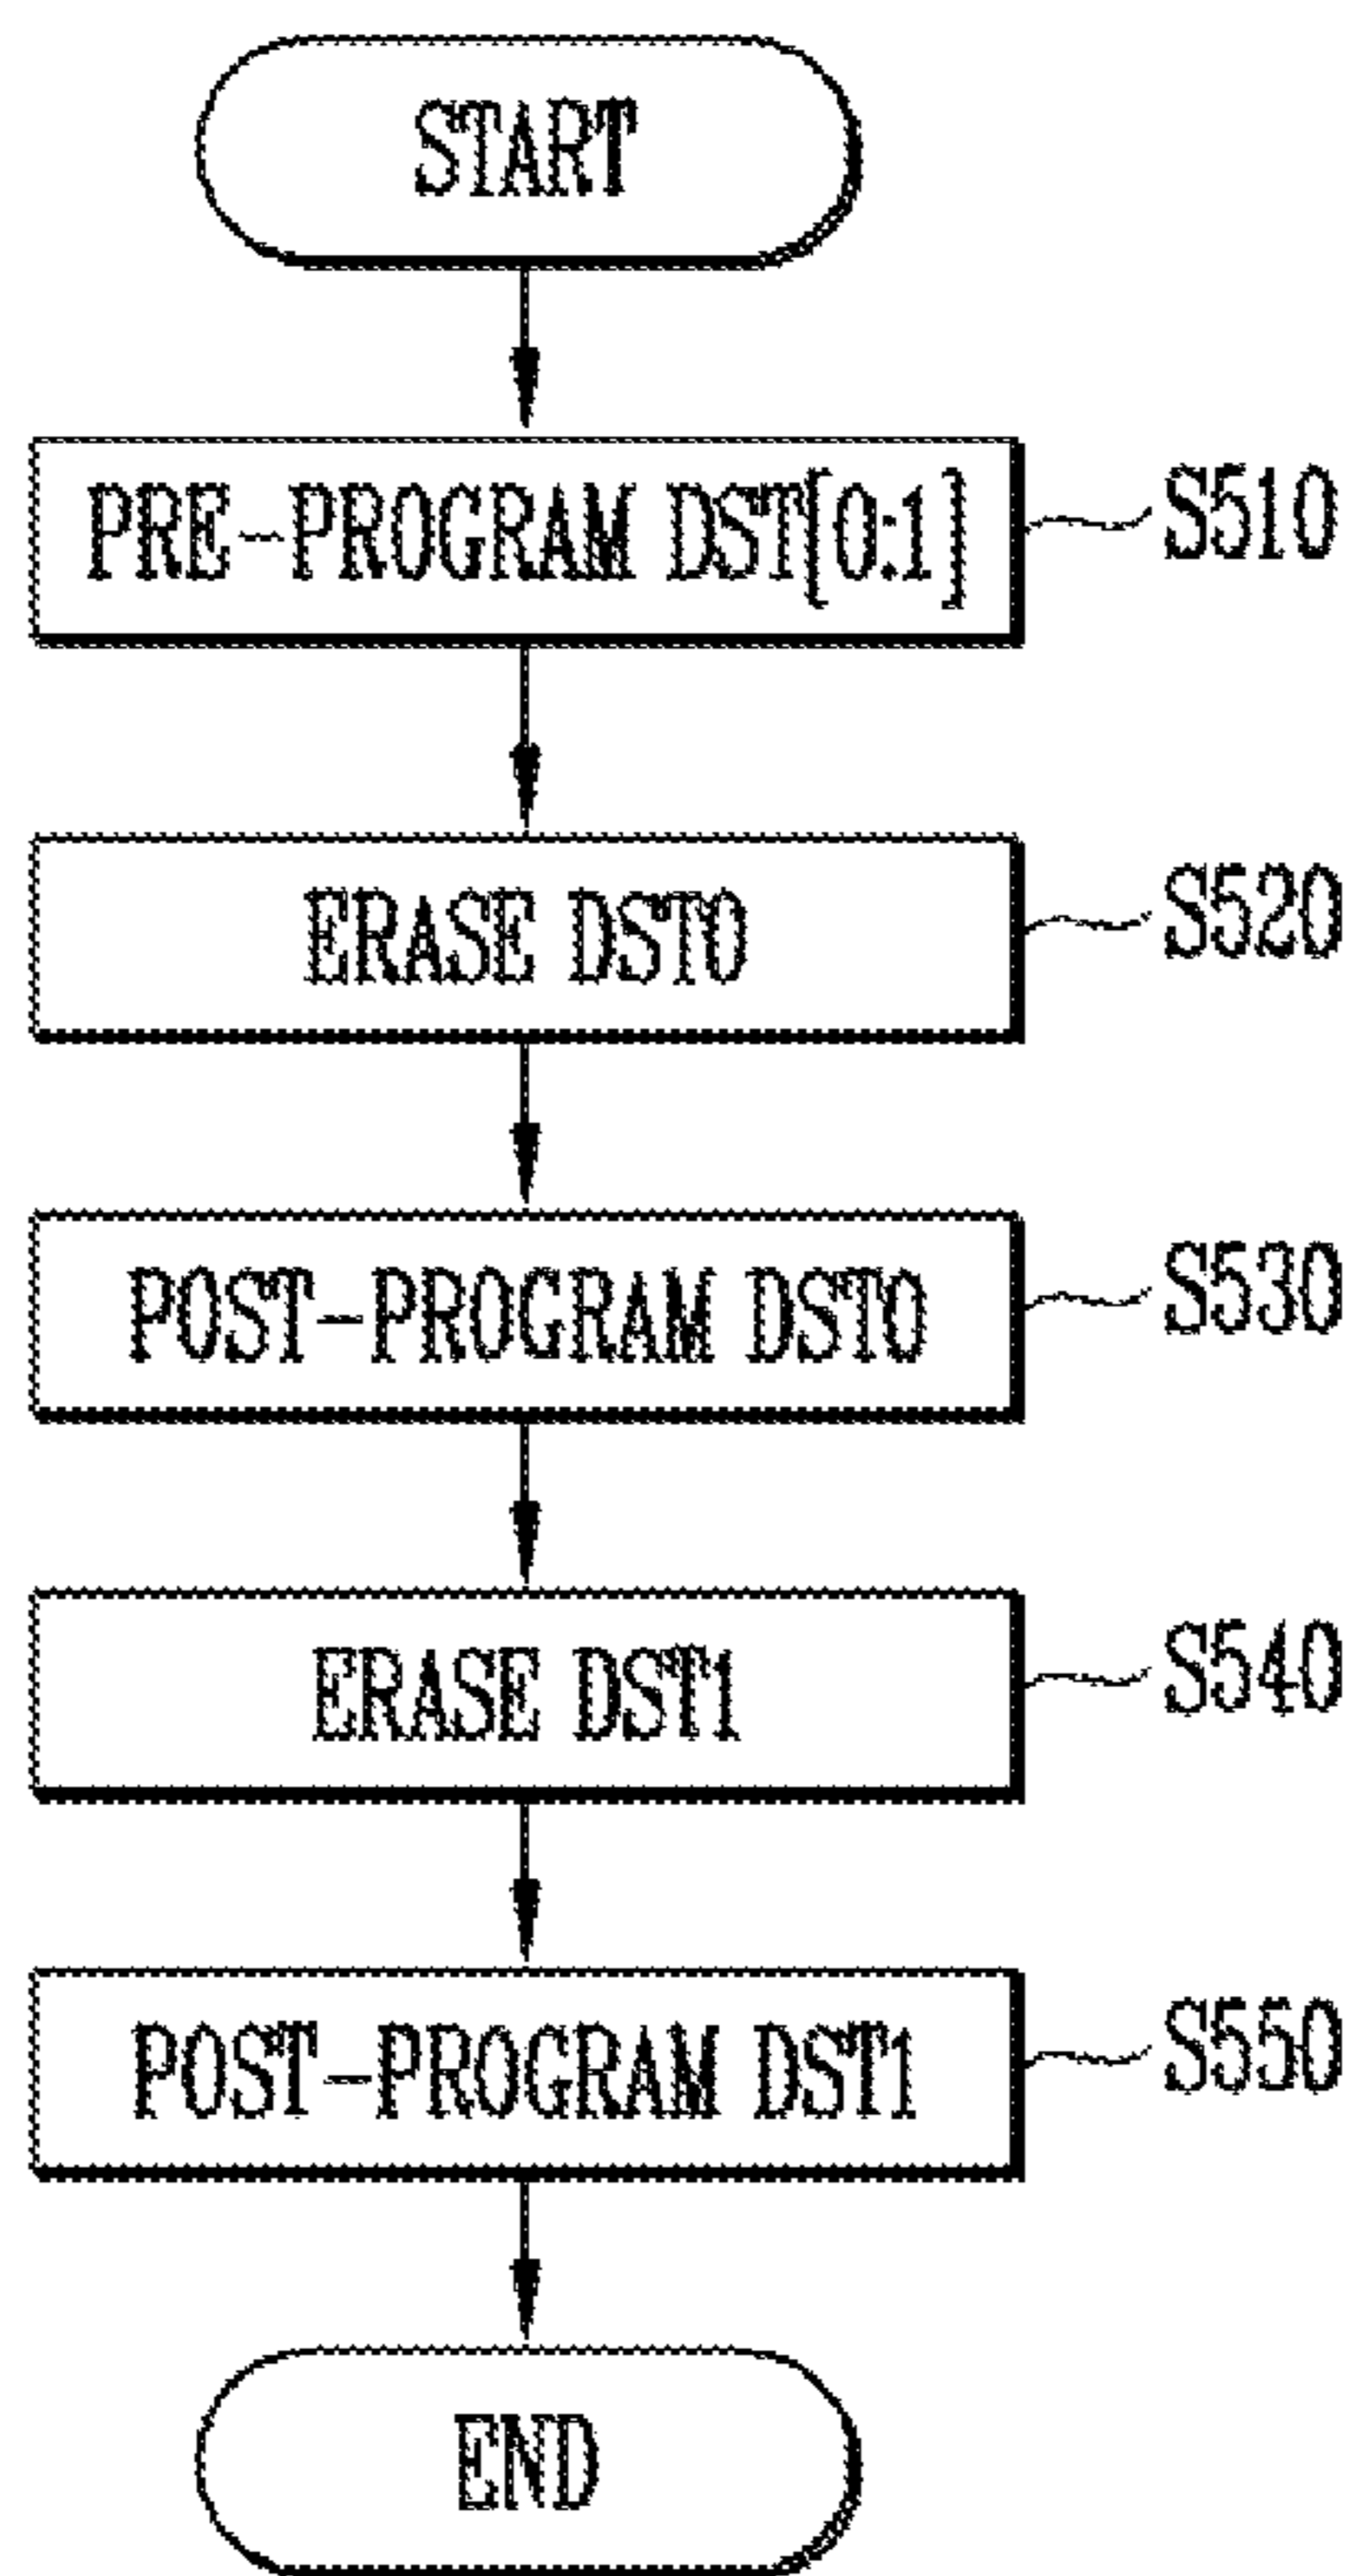 START
PRE-PROGRAM DST[0:1] S510
ERASE DST0 S520
POST-PROGRAM DST0 S530
ERASE DST1 S540
POST-PROGRAM DST1 S550
END